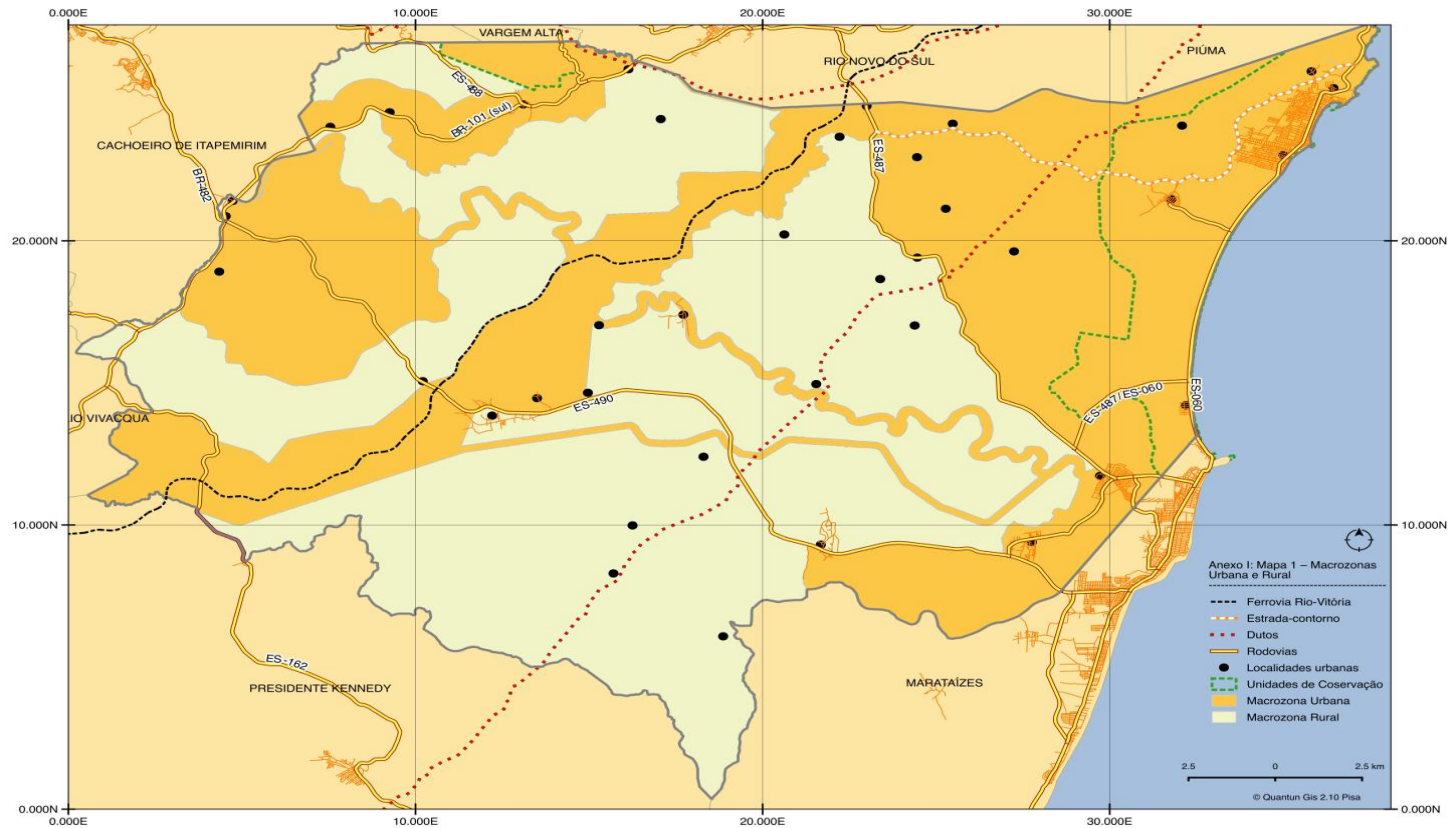 0.000E
10.000E
20.000E
30.000E
VARGEM ALTA
RIO NOVO DO SUL
PIÚMA
ES-488
BR-101 (sul)
CACHOEIRO DE ITAPEMIRIM
BR-482
ES-487
20.000N
20.000N
ES-490
ES-487/ES-060
ES-060
IO VIVACQUA
10.000N
10.000N
ES-162
PRESIDENTE KENNEDY
MARATAÍZES
Anexo I: Mapa 1 – Macrozonas
Urbana e Rural
Ferrovia Rio-Vitória
Estrada-contorno
Dutos
Rodovias
Localidades urbanas
Unidades de Coservação
Macrozona Urbana
Macrozona Rural
2.5
0
2.5 km
© Quantun Gis 2.10 Pisa
0.000N
0.000N
0.000E
10.000E
20.000E
30.000E